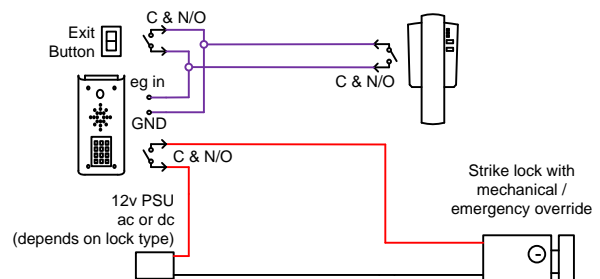 C & N/O
Exit
Button
eg in
C & N/O
GND
C & N/O
12v PSU
ac or dc
(depends on lock type)
Strike lock with
mechanical /
emergency override